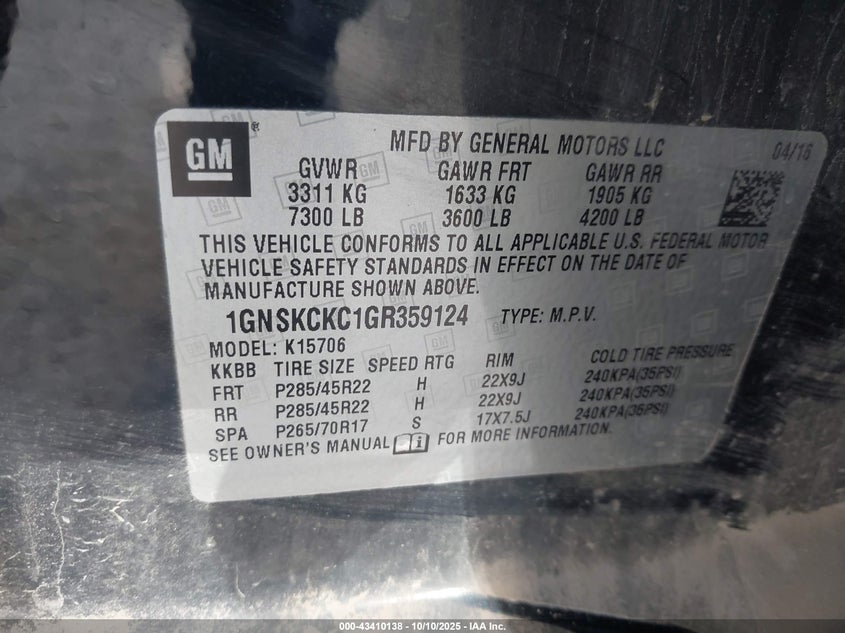 GM ®
MFD BY GENERAL MOTORS LLC 04/16
GVWR GAWR FRT GAWR RR
3311 KG 1633 KG 1905 KG
7300 LB 3600 LB 4200 LB
THIS VEHICLE CONFORMS TO ALL APPLICABLE U.S. FEDERAL MOTOR
VEHICLE SAFETY STANDARDS IN EFFECT ON THE DATE OF
MANUFACTURE SHOWN ABOVE.
1GNSKCKC1GR359124 TYPE: M.P.V.
MODEL: K15706
KKBB TIRE SIZE SPEED RTG RIM COLD TIRE PRESSURE
FRT P285/45R22 H 22X9J 240KPA(35PSI)
RR P285/45R22 H 22X9J 240KPA(35PSI)
SPA P265/70R17 S 17X7.5J 240KPA(35PSI)
SEE OWNER'S MANUAL FOR MORE INFORMATION.
000-43410138 - 10/10/2025 - IAA Inc.